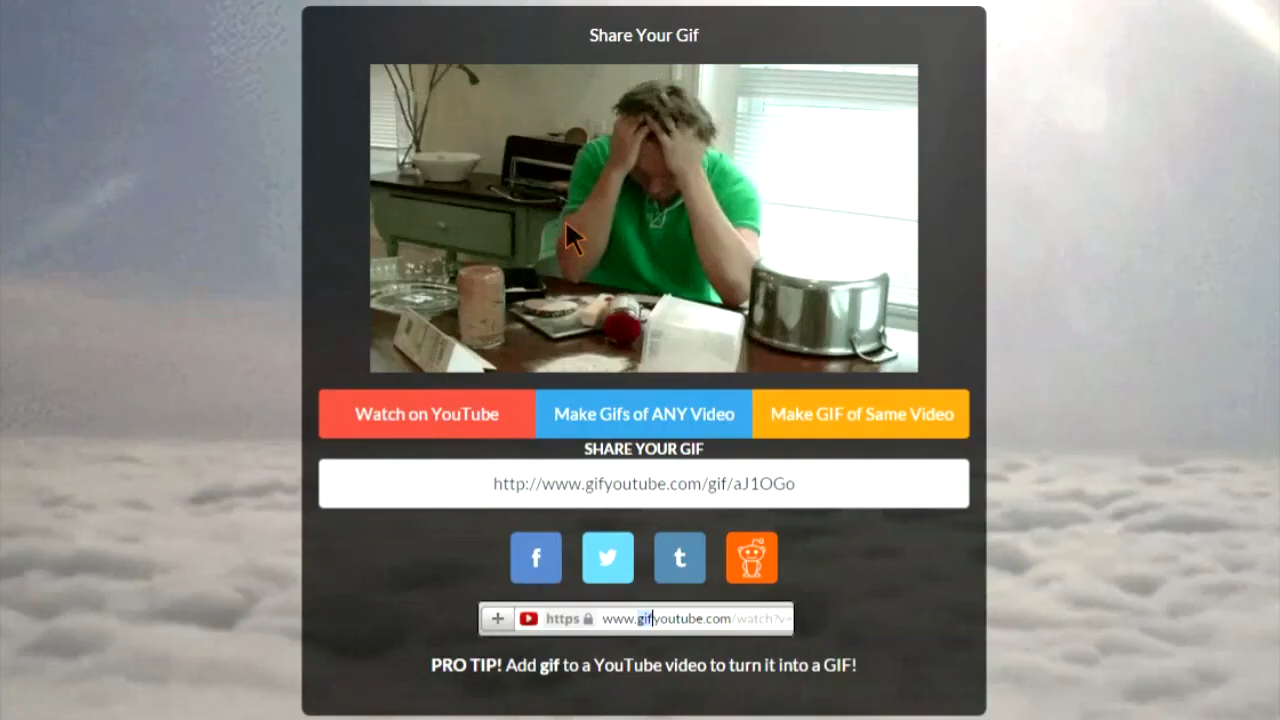 Share Your Gif
Watch on YouTube
Make Gifs of ANY Video
Make GIF of Same Video
SHARE YOUR GIF
http://www.gifyoutube.com/gif/aJ1OGo
f
t
+ https www.gifyoutube.com/watch?v=
PRO TIP! Add gif to a YouTube video to turn it into a GIF!